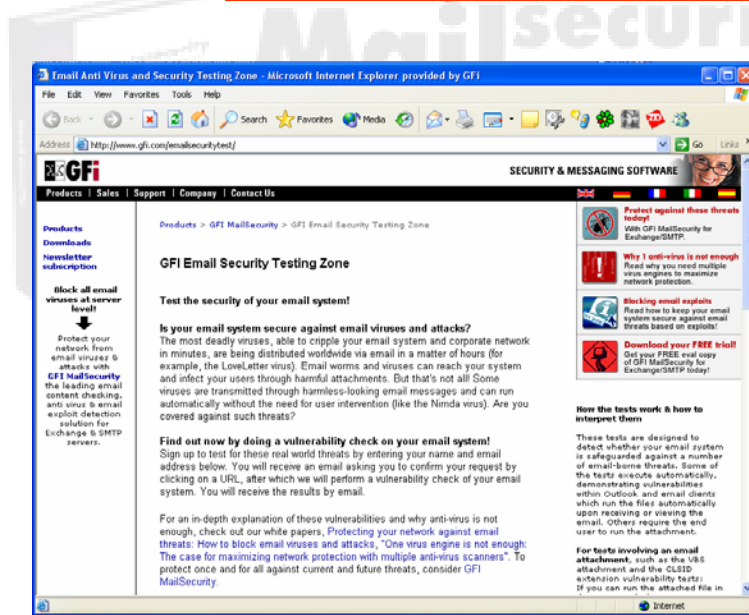 Mailsecuri
Email Anti Virus and Security Testing Zone - Microsoft Internet Explorer provided by GFi
File Edit View Favorites Tools Help
Back Search Favorites Media
Address http://www.gfi.com/emailsecuritytest/ Go Links
GFi SECURITY & MESSAGING SOFTWARE
Products | Sales | Support | Company | Contact Us
Products
Downloads
Newsletter
subscription
Block all email
viruses at server
level!
Protect your
network from
email viruses &
attacks with
GFI MailSecurity
the leading email
content checking,
anti virus & email
exploit detection
solution for
Exchange & SMTP
servers.
Products > GFI MailSecurity > GFI Email Security Testing Zone
GFI Email Security Testing Zone
Test the security of your email system!
Is your email system secure against email viruses and attacks?
The most deadly viruses, able to cripple your email system and corporate network
in minutes, are being distributed worldwide via email in a matter of hours (for
example, the LoveLetter virus). Email worms and viruses can reach your system
and infect your users through harmful attachments. But that's not all! Some
viruses are transmitted through harmless-looking email messages and can run
automatically without the need for user intervention (like the Nimda virus). Are you
covered against such threats?
Find out now by doing a vulnerability check on your email system!
Sign up to test for these real world threats by entering your name and email
address below. You will receive an email asking you to confirm your request by
clicking on a URL, after which we will perform a vulnerability check of your email
system. You will receive the results by email.
For an in-depth explanation of these vulnerabilities and why anti-virus is not
enough, check out our white papers, Protecting your network against email
threats: How to block email viruses and attacks, "One virus engine is not enough:
The case for maximizing network protection with multiple anti-virus scanners". To
protect once and for all against current and future threats, consider GFI
MailSecurity.
Protect against these threats
today!
With GFI MailSecurity for
Exchange/SMTP.
Why 1 anti-virus is not enough
Read why you need multiple
virus engines to maximize
network protection.
Blocking email exploits
Read how to keep your email
system secure against email
threats based on exploits!
Download your FREE trial!
Get your FREE eval copy
of GFI MailSecurity for
Exchange/SMTP today!
How the tests work & how to
interpret them
These tests are designed to
detect whether your email system
is safeguarded against a number
of email-borne threats. Some of
the tests execute automatically,
demonstrating vulnerabilities
within Outlook and email clients
which run the files automatically
upon receiving or viewing the
email. Others require the end
user to run the attachment.
For tests involving an email
attachment, such as the VBS
attachment and the CLSID
extension vulnerability tests:
If you can run the attached file in
Internet